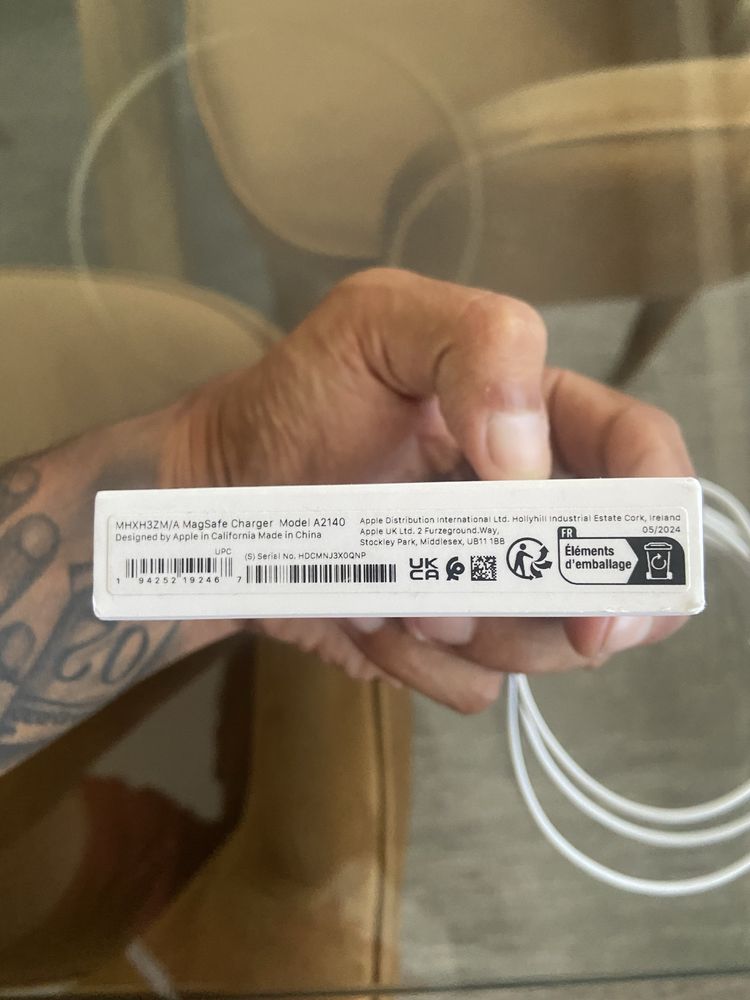 MHXH3ZM/A MagSafe Charger Model A2140
Designed by Apple in California Made in China
UPC
1 94252 19246 7
(S) Serial No. HDCMNJ3X0QNP
Apple Distribution International Ltd. Hollyhill Industrial Estate Cork, Ireland
Apple UK Ltd. 2 Furzeground.Way,
05/2024
Stockley Park, Middlesex, UB11 1BB
UK
CA
FR
Éléments
d'emballage
02